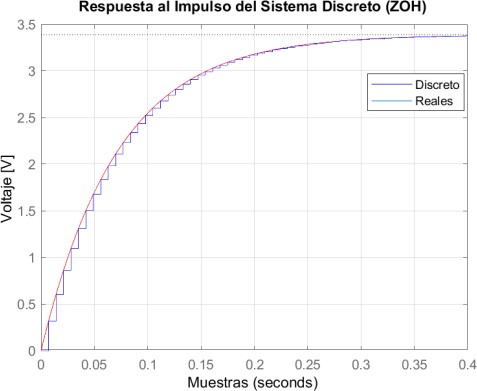 Respuesta al Impulso del Sistema Discreto (ZOH)
3.5
3
2.5
2
1.5
1
0.5
0
Voltaje [V]
Discreto
Reales
0 0.05 0.1 0.15 0.2 0.25 0.3 0.35 0.4
Muestras (seconds)